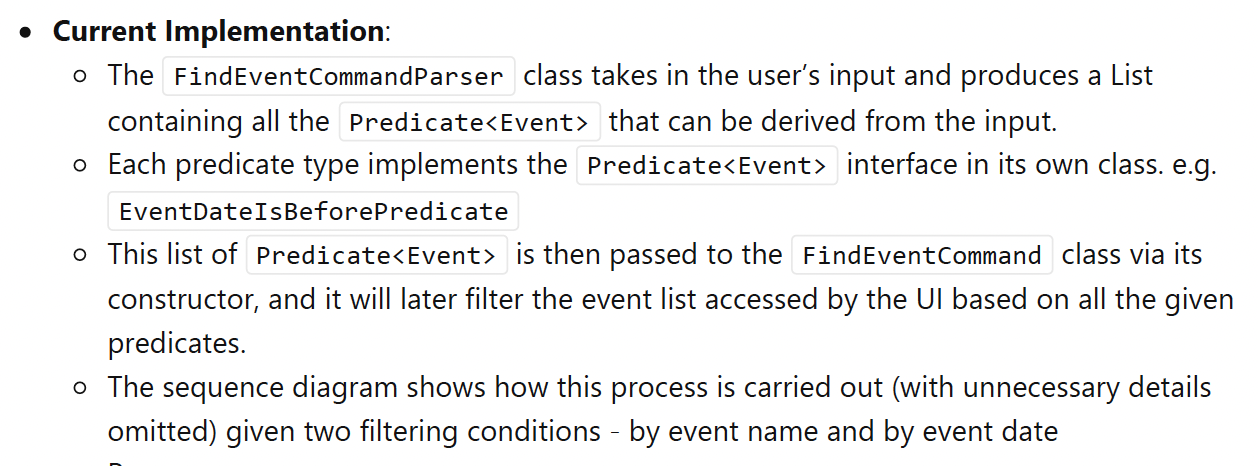 • Current Implementation:
○ The FindEventCommandParser class takes in the user’s input and produces a List
containing all the Predicate<Event> that can be derived from the input.
○ Each predicate type implements the Predicate<Event> interface in its own class. e.g.
EventDateIsBeforePredicate
○ This list of Predicate<Event> is then passed to the FindEventCommand class via its
constructor, and it will later filter the event list accessed by the UI based on all the given
predicates.
○ The sequence diagram shows how this process is carried out (with unnecessary details
omitted) given two filtering conditions - by event name and by event date